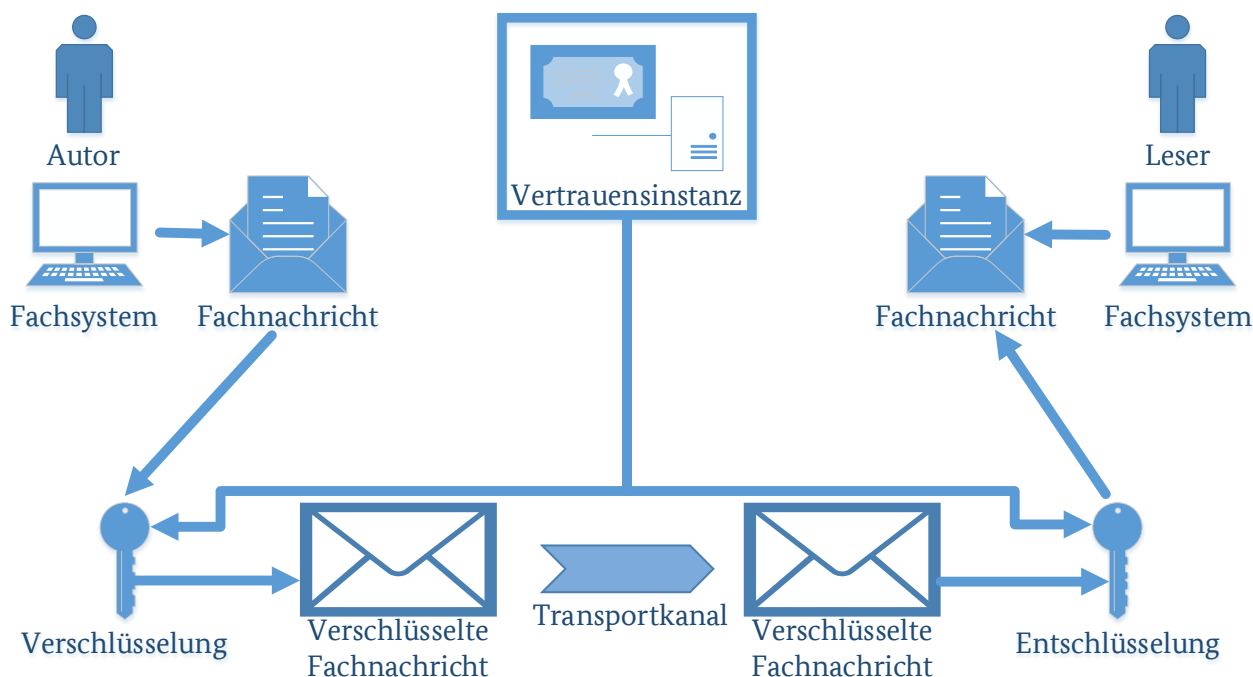 Autor
Leser
Vertrauensinstanz
Fachsystem
Fachnachricht
Fachnachricht
Fachsystem
Verschlüsselung
Verschlüsselte
Fachnachricht
Transportkanal
Verschlüsselte
Fachnachricht
Entschlüsselung